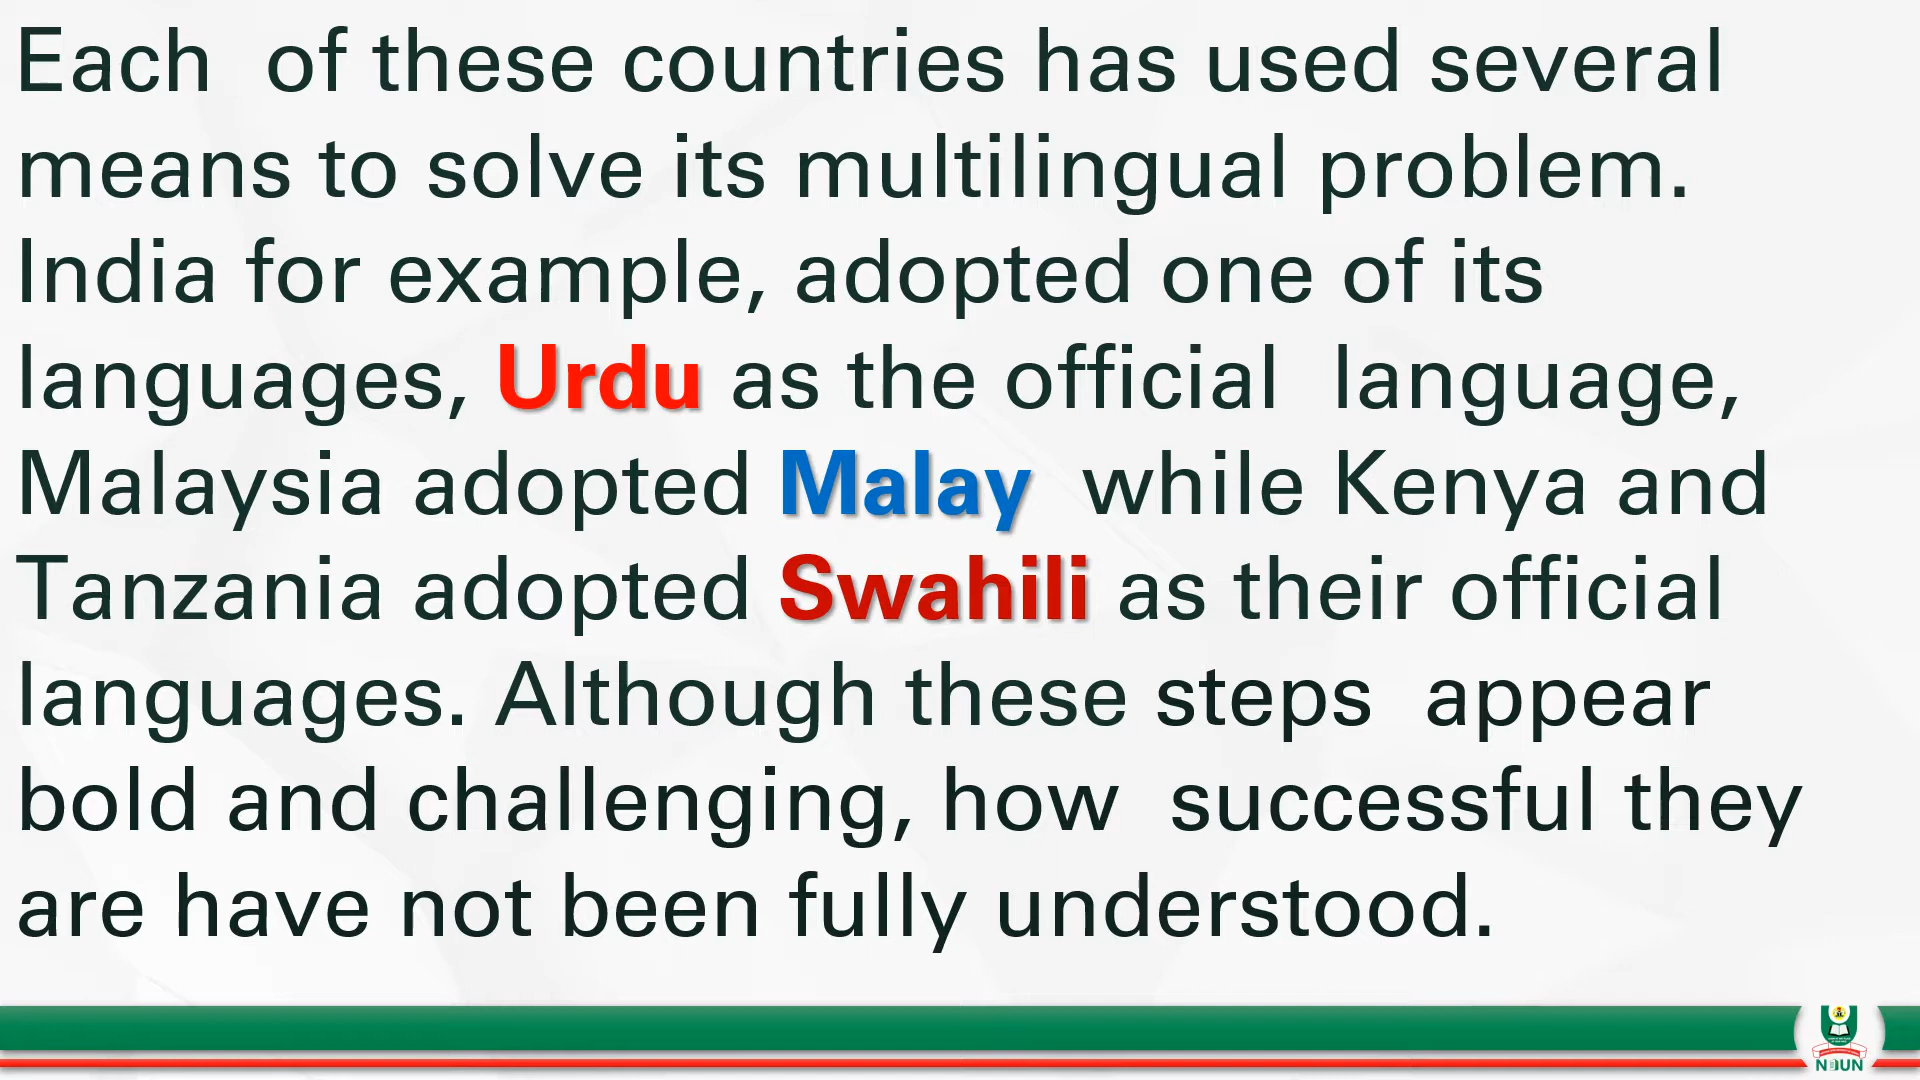 Each  of these countries has used several
means to solve its multilingual problem.
India for example, adopted one of its
languages, Urdu as the official  language,
Malaysia adopted Malay  while Kenya and
Tanzania adopted Swahili as their official
languages. Although these steps  appear
bold and challenging, how  successful they
are have not been fully understood.
NOUN